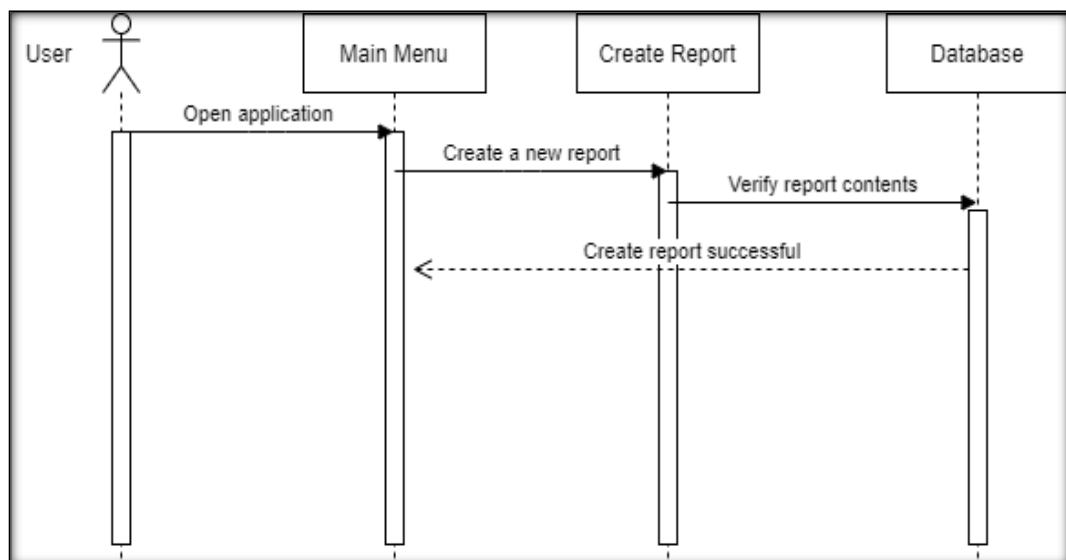 User
Main Menu
Create Report
Database
Open application
Create a new report
Verify report contents
Create report successful